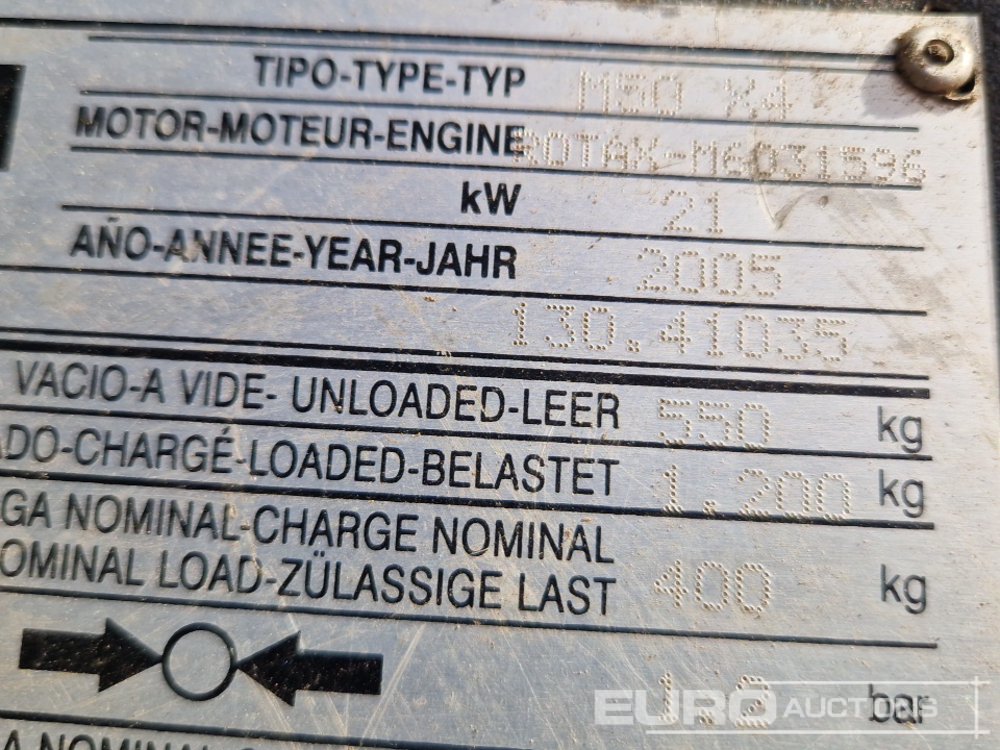 TIPO-TYPE-TYP M50 X4
MOTOR-MOTEUR-ENGINE ROTAX-M6031596
kW 21
AÑO-ANNEE-YEAR-JAHR 2005
130.41035
VACIO-A VIDE- UNLOADED-LEER 550 kg
ADO-CHARGÉ-LOADED-BELASTET 1.200 kg
GA NOMINAL-CHARGE NOMINAL
OMINAL LOAD-ZÜLASSIGE LAST 400 kg
bar
EURO AUCTIONS
A NOMINAL